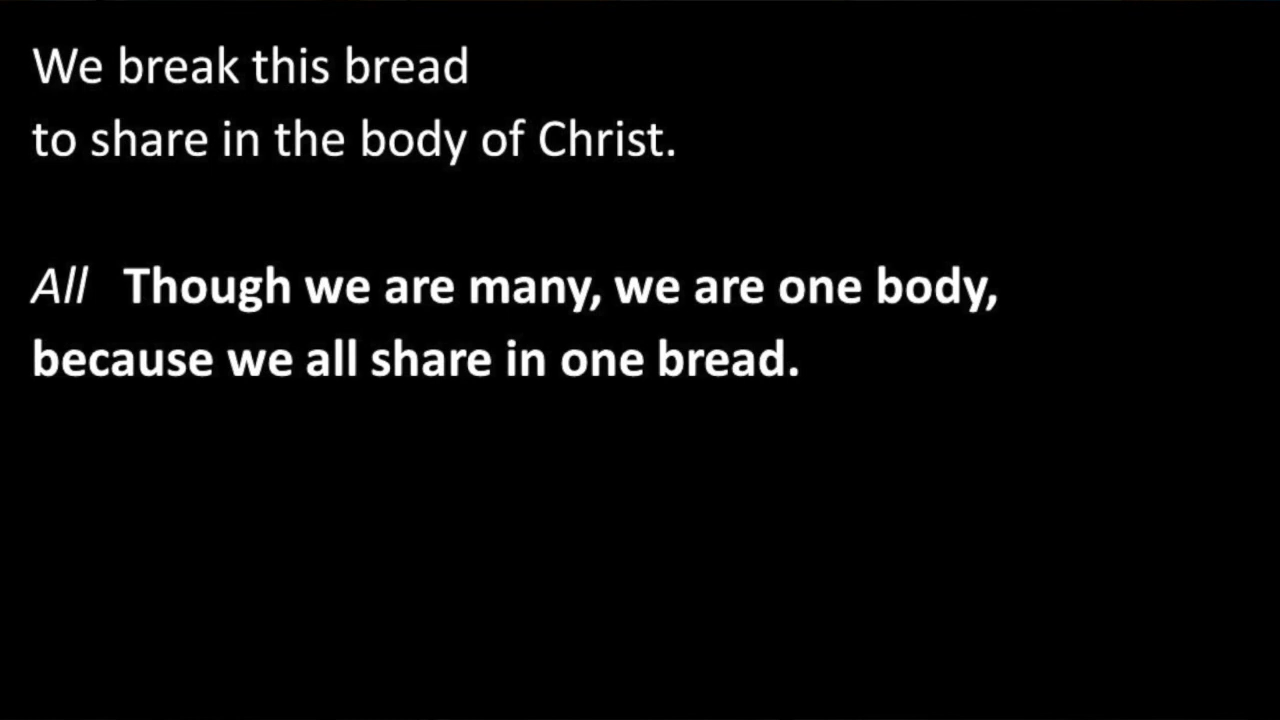 We break this bread
to share in the body of Christ.
All Though we are many, we are one body,
because we all share in one bread.